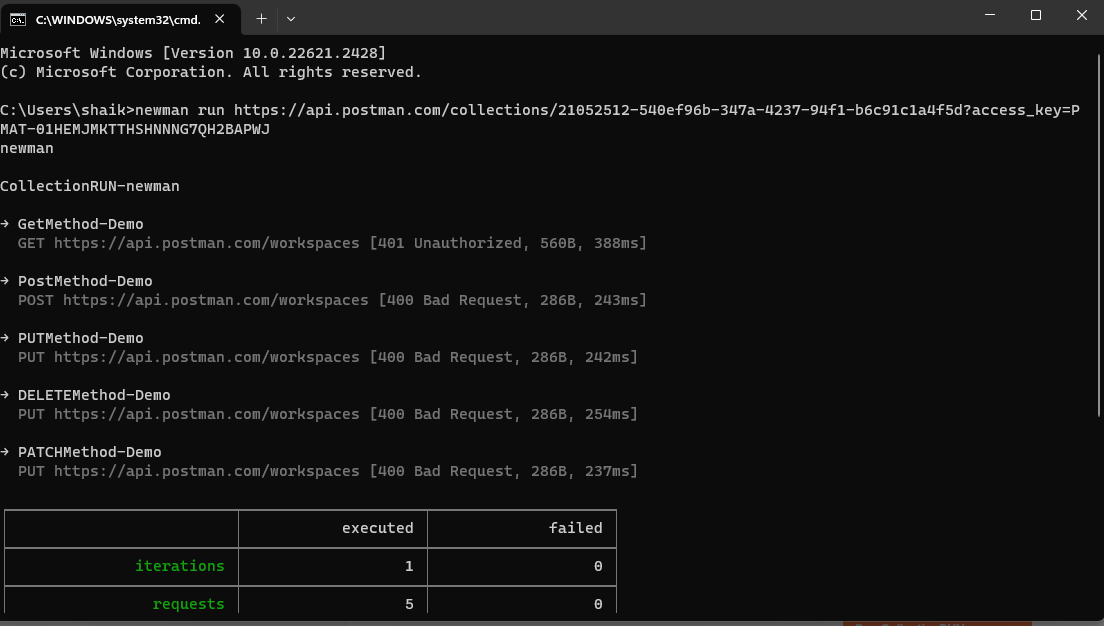 C:\WINDOWS\system32\cmd.
Microsoft Windows [Version 10.0.22621.2428]
(c) Microsoft Corporation. All rights reserved.
C:\Users\shaik>newman run https://api.postman.com/collections/21052512-540ef96b-347a-4237-94f1-b6c91c1a4f5d?access_key=P
MAT-01HEMJMKTTHSHNNNG7QH2BAPWJ
newman
CollectionRUN-newman
→ GetMethod-Demo
GET https://api.postman.com/workspaces [401 Unauthorized, 560B, 388ms]
→ PostMethod-Demo
POST https://api.postman.com/workspaces [400 Bad Request, 286B, 243ms]
→ PUTMethod-Demo
PUT https://api.postman.com/workspaces [400 Bad Request, 286B, 242ms]
→ DELETEMethod-Demo
PUT https://api.postman.com/workspaces [400 Bad Request, 286B, 254ms]
→ PATCHMethod-Demo
PUT https://api.postman.com/workspaces [400 Bad Request, 286B, 237ms]
executed failed
iterations 1 0
requests 5 0